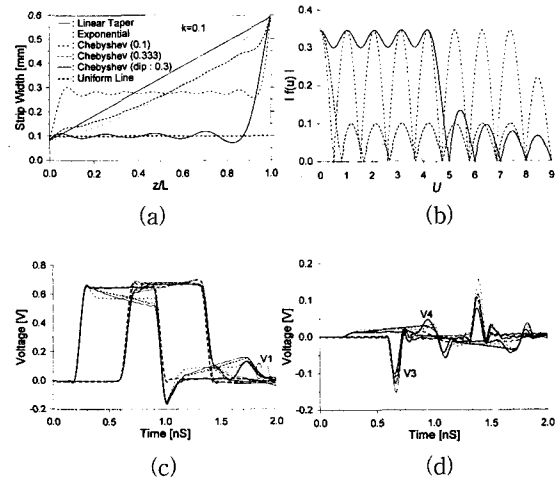 0.6
0.5
0.4
0.3
0.2
0.1
0.0
Strip Width [mm]
: Linear Taper
: Exponential
: Chebyshev (0.1)
: Chebyshev (0.333)
: Chebyshev (dip : 0.3)
: Uniform Line
k=0.1
0.0 0.2 0.4 0.6 0.8 1.0
z/L
(a)
0.4
0.3
0.2
0.1
0.0
| f(u) |
0 1 2 3 4 5 6 7 8 9
U
(b)
0.8
0.6
0.4
0.2
0.0
-0.2
Voltage [V]
V1
0.0 0.5 1.0 1.5 2.0
Time [nS]
(c)
0.4
0.2
0.0
-0.2
Voltage [V]
V4
V3
0.0 0.5 1.0 1.5 2.0
Time [nS]
(d)